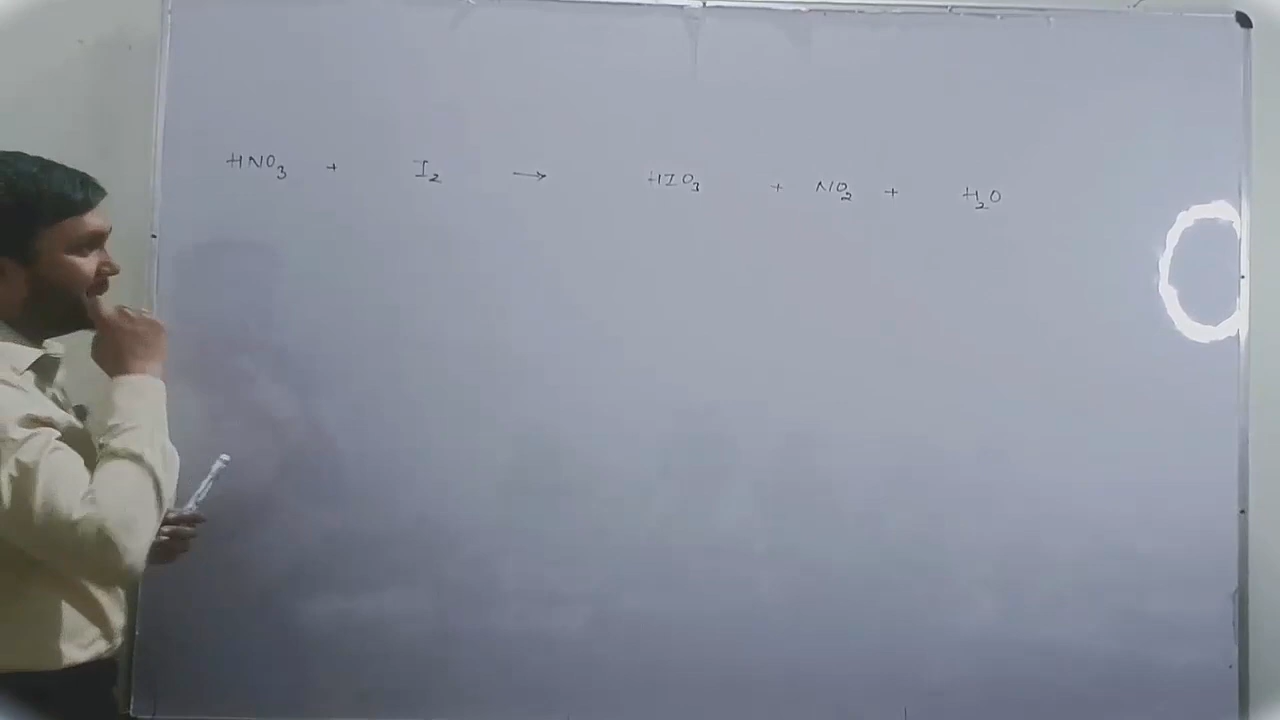 HNO3 + I2 → HIO3 + NO2 + H2O